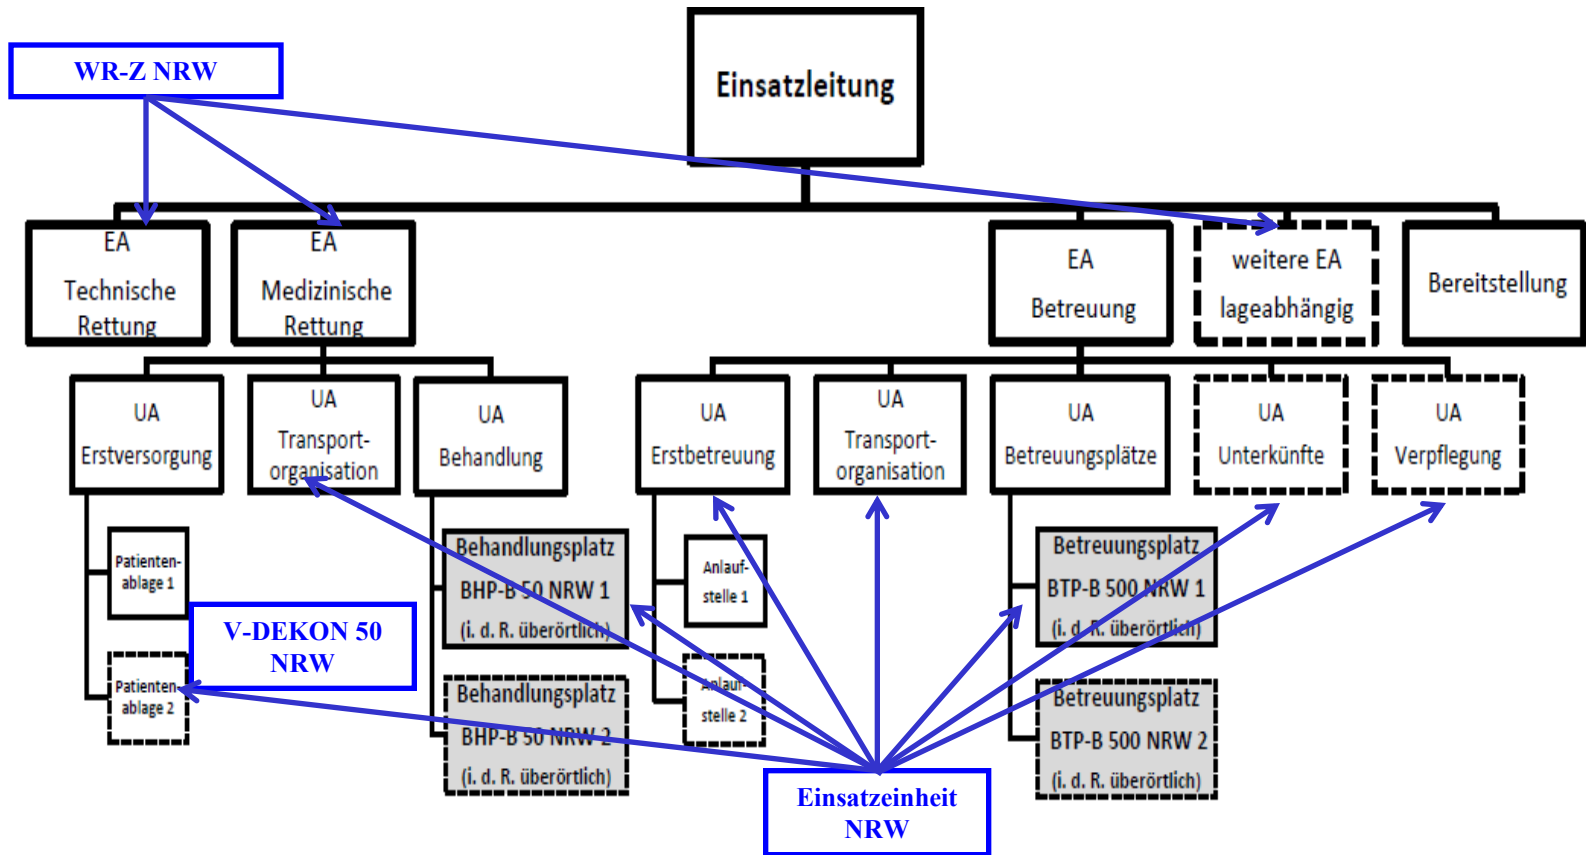 WR-Z NRW
Einsatzleitung
EA
Technische
Rettung
EA
Medizinische
Rettung
EA
Betreuung
weitere EA
lageabhängig
Bereitstellung
UA
Erstversorgung
UA
Transport-
organisation
UA
Behandlung
UA
Erstbetreuung
UA
Transport-
organisation
UA
Betreuungsplätze
UA
Unterkünfte
UA
Verpflegung
Patienten-
ablage 1
Patienten-
ablage 2
V-DEKON 50
NRW
Behandlungsplatz
BHP-B 50 NRW 1
(i. d. R. überörtlich)
Behandlungsplatz
BHP-B 50 NRW 2
(i. d. R. überörtlich)
Anlauf-
stelle 1
Anlauf-
stelle 2
Betreuungsplatz
BTP-B 500 NRW 1
(i. d. R. überörtlich)
Betreuungsplatz
BTP-B 500 NRW 2
(i. d. R. überörtlich)
Einsatzeinheit
NRW